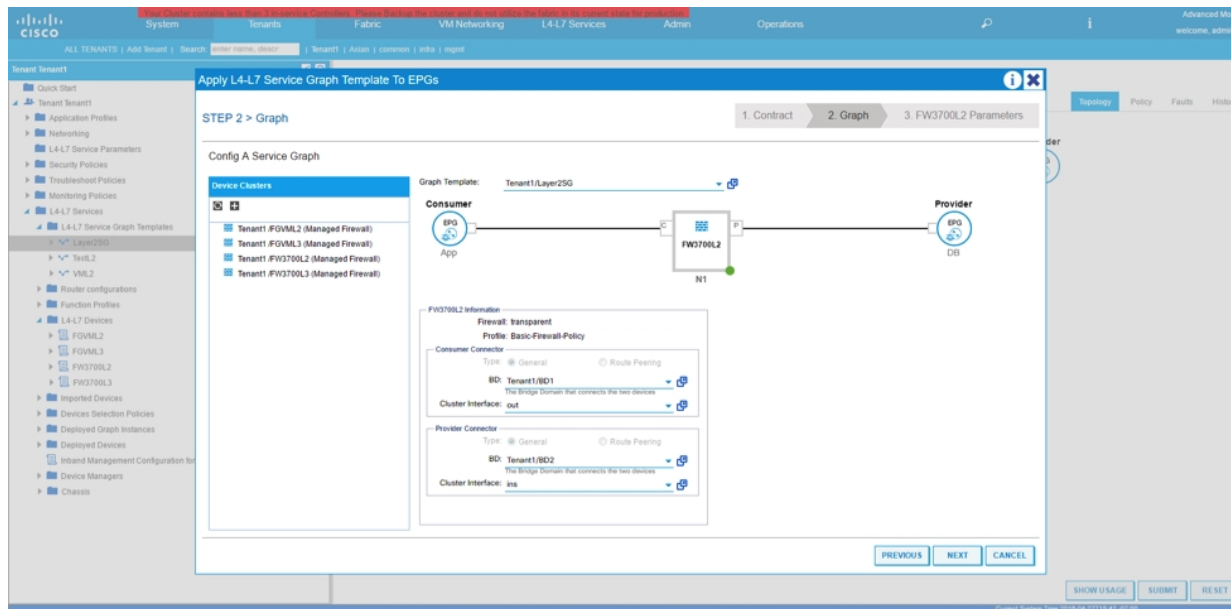 Your Cluster contains less than 3 in-service Controllers. Please Backup the cluster and do not utilize the fabric in its current state for production.
CISCO
System
Tenants
Fabric
VM Networking
L4-L7 Services
Admin
Operations
i
Advanced Mo
welcome, admi
ALL TENANTS | Add Tenant | Search: enter name, descr | Tenant1 | Asian | common | infra | mgmt
Tenant Tenant1
Quick Start
Tenant Tenant1
Application Profiles
Networking
L4-L7 Service Parameters
Security Policies
Troubleshoot Policies
Monitoring Policies
L4-L7 Services
L4-L7 Service Graph Templates
Layer2SG
TestL2
VML2
Router configurations
Function Profiles
L4-L7 Devices
FGVML2
FGVML3
FW3700L2
FW3700L3
Imported Devices
Devices Selection Policies
Deployed Graph Instances
Deployed Devices
Inband Management Configuration for
Device Managers
Chassis
Topology
Policy
Faults
Histo
der
Apply L4-L7 Service Graph Template To EPGs
i
STEP 2 > Graph
1. Contract
2. Graph
3. FW3700L2 Parameters
Config A Service Graph
Device Clusters
Tenant1 /FGVML2 (Managed Firewall)
Tenant1 /FGVML3 (Managed Firewall)
Tenant1 /FW3700L2 (Managed Firewall)
Tenant1 /FW3700L3 (Managed Firewall)
Graph Template: Tenant1/Layer2SG
Consumer
EPG
App
C
P
FW3700L2
N1
Provider
EPG
DB
FW3700L2 Information
Firewall: transparent
Profile: Basic-Firewall-Policy
Consumer Connector
Type: General Route Peering
BD: Tenant1/BD1
The Bridge Domain that connects the two devices
Cluster Interface: out
Provider Connector
Type: General Route Peering
BD: Tenant1/BD2
The Bridge Domain that connects the two devices
Cluster Interface: ins
PREVIOUS
NEXT
CANCEL
SHOW USAGE
SUBMIT
RESET